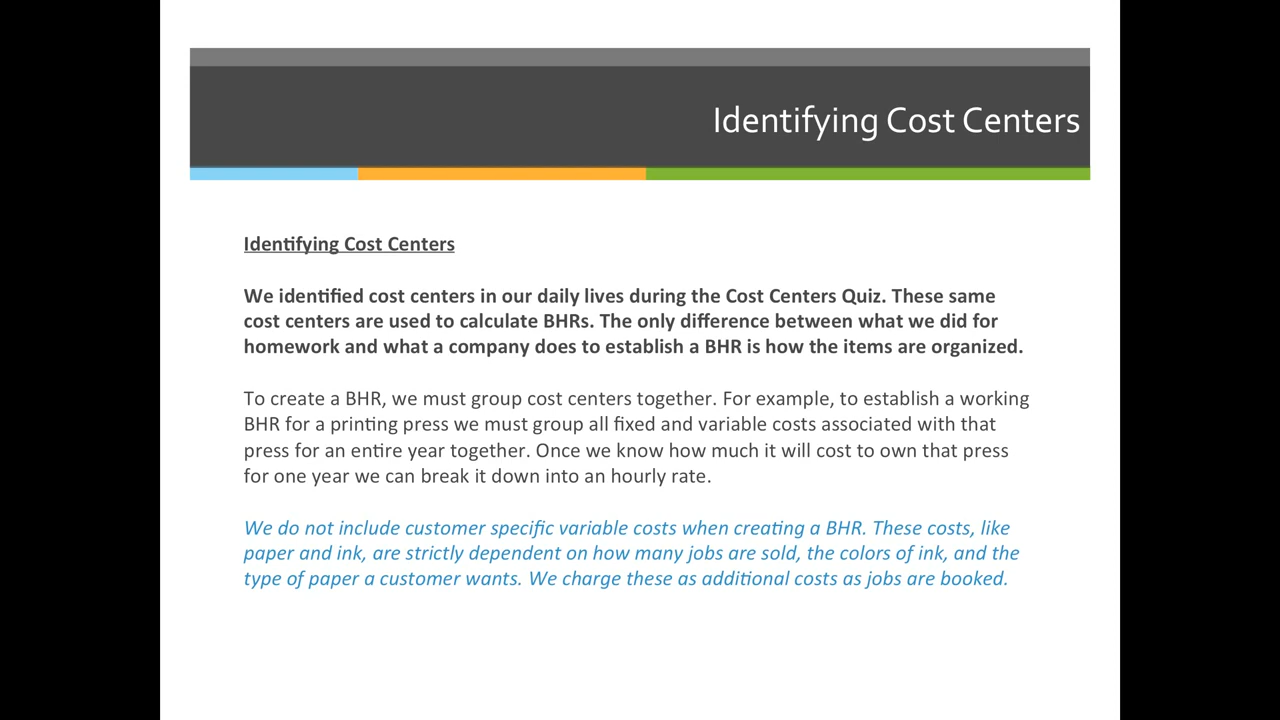 Identifying Cost Centers
Identifying Cost Centers
We identified cost centers in our daily lives during the Cost Centers Quiz. These same
cost centers are used to calculate BHRs. The only difference between what we did for
homework and what a company does to establish a BHR is how the items are organized.
To create a BHR, we must group cost centers together. For example, to establish a working
BHR for a printing press we must group all fixed and variable costs associated with that
press for an entire year together. Once we know how much it will cost to own that press
for one year we can break it down into an hourly rate.
We do not include customer specific variable costs when creating a BHR. These costs, like
paper and ink, are strictly dependent on how many jobs are sold, the colors of ink, and the
type of paper a customer wants. We charge these as additional costs as jobs are booked.